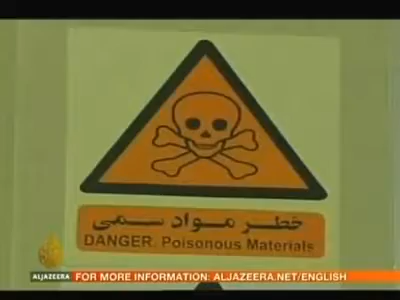 خطر مواد سمی
DANGER. Poisonous Materials
ALJAZEERA
FOR MORE INFORMATION: ALJAZEERA.NET/ENGLISH